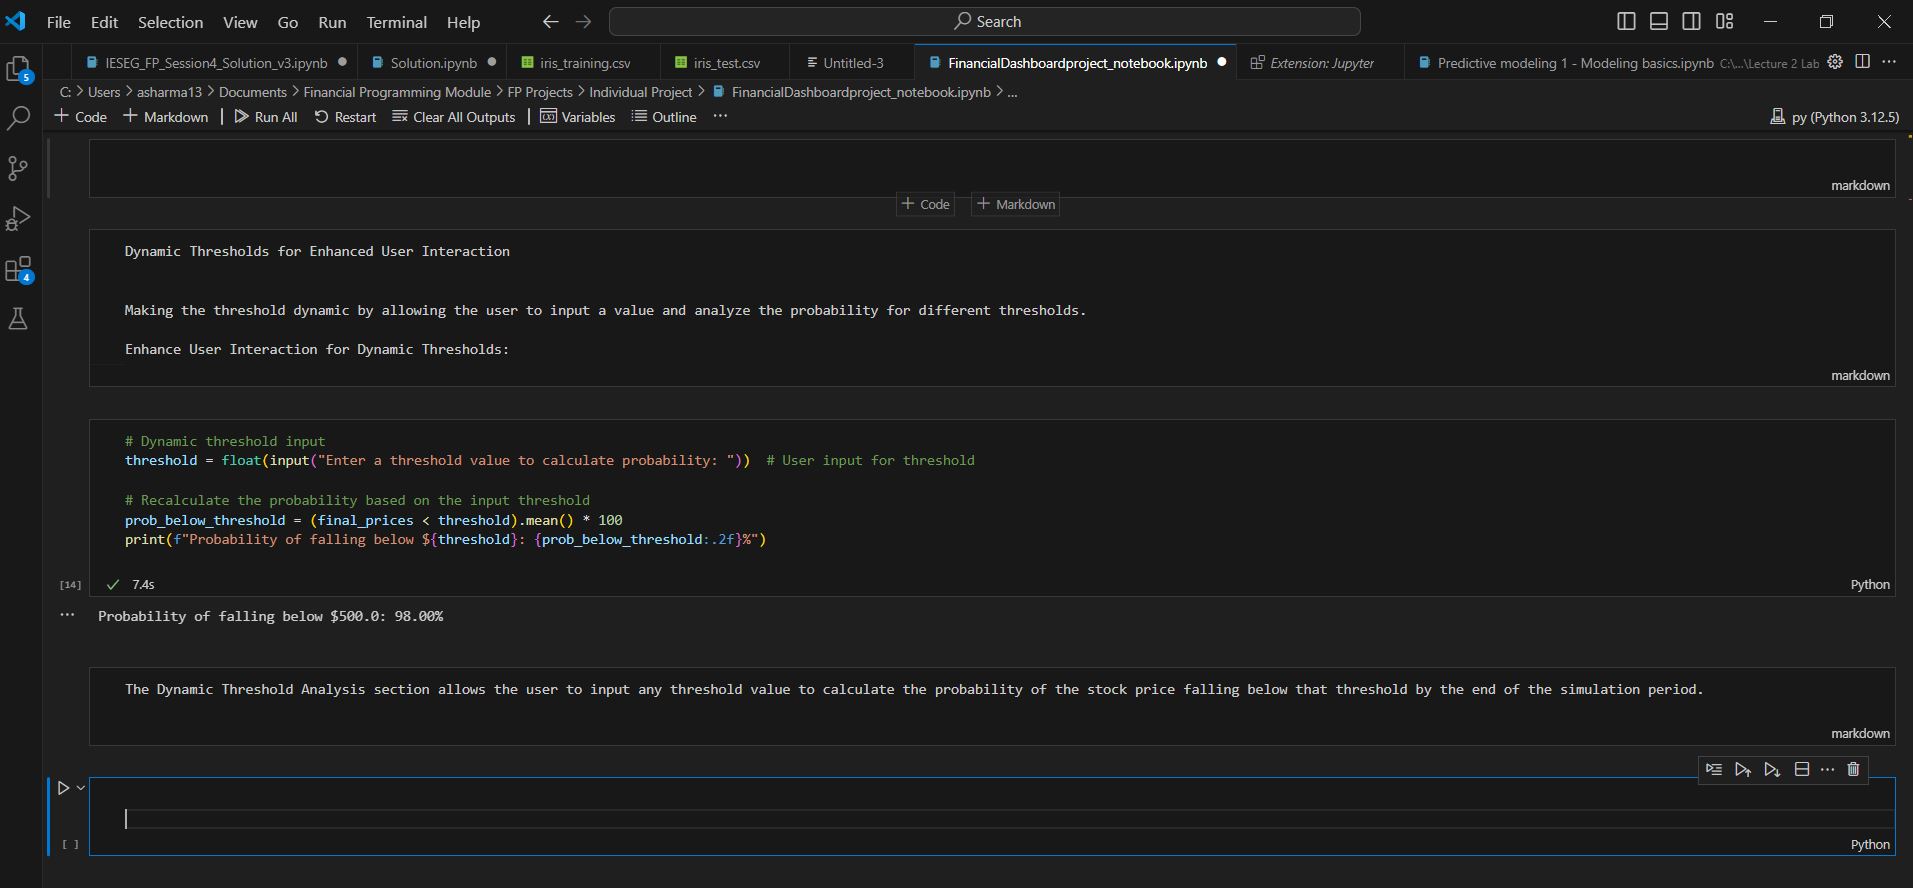 File Edit Selection View Go Run Terminal Help
Search
IESEG_FP_Session4_Solution_v3.ipynb
Solution.ipynb
iris_training.csv
iris_test.csv
Untitled-3
FinancialDashboardproject_notebook.ipynb
Extension: Jupyter
Predictive modeling 1 - Modeling basics.ipynb C:\...\Lecture 2 Lab
5
C: > Users > asharma13 > Documents > Financial Programming Module > FP Projects > Individual Project > FinancialDashboardproject_notebook.ipynb > ...
+ Code + Markdown | Run All Restart Clear All Outputs | Variables Outline ...
py (Python 3.12.5)
markdown
+ Code + Markdown
Dynamic Thresholds for Enhanced User Interaction
4
Making the threshold dynamic by allowing the user to input a value and analyze the probability for different thresholds.
Enhance User Interaction for Dynamic Thresholds:
markdown
# Dynamic threshold input
threshold = float(input("Enter a threshold value to calculate probability: "))  # User input for threshold
# Recalculate the probability based on the input threshold
prob_below_threshold = (final_prices < threshold).mean() * 100
print(f"Probability of falling below ${threshold}: {prob_below_threshold:.2f}%")
[14] 7.4s
Python
... Probability of falling below $500.0: 98.00%
The Dynamic Threshold Analysis section allows the user to input any threshold value to calculate the probability of the stock price falling below that threshold by the end of the simulation period.
markdown
[ ]
Python